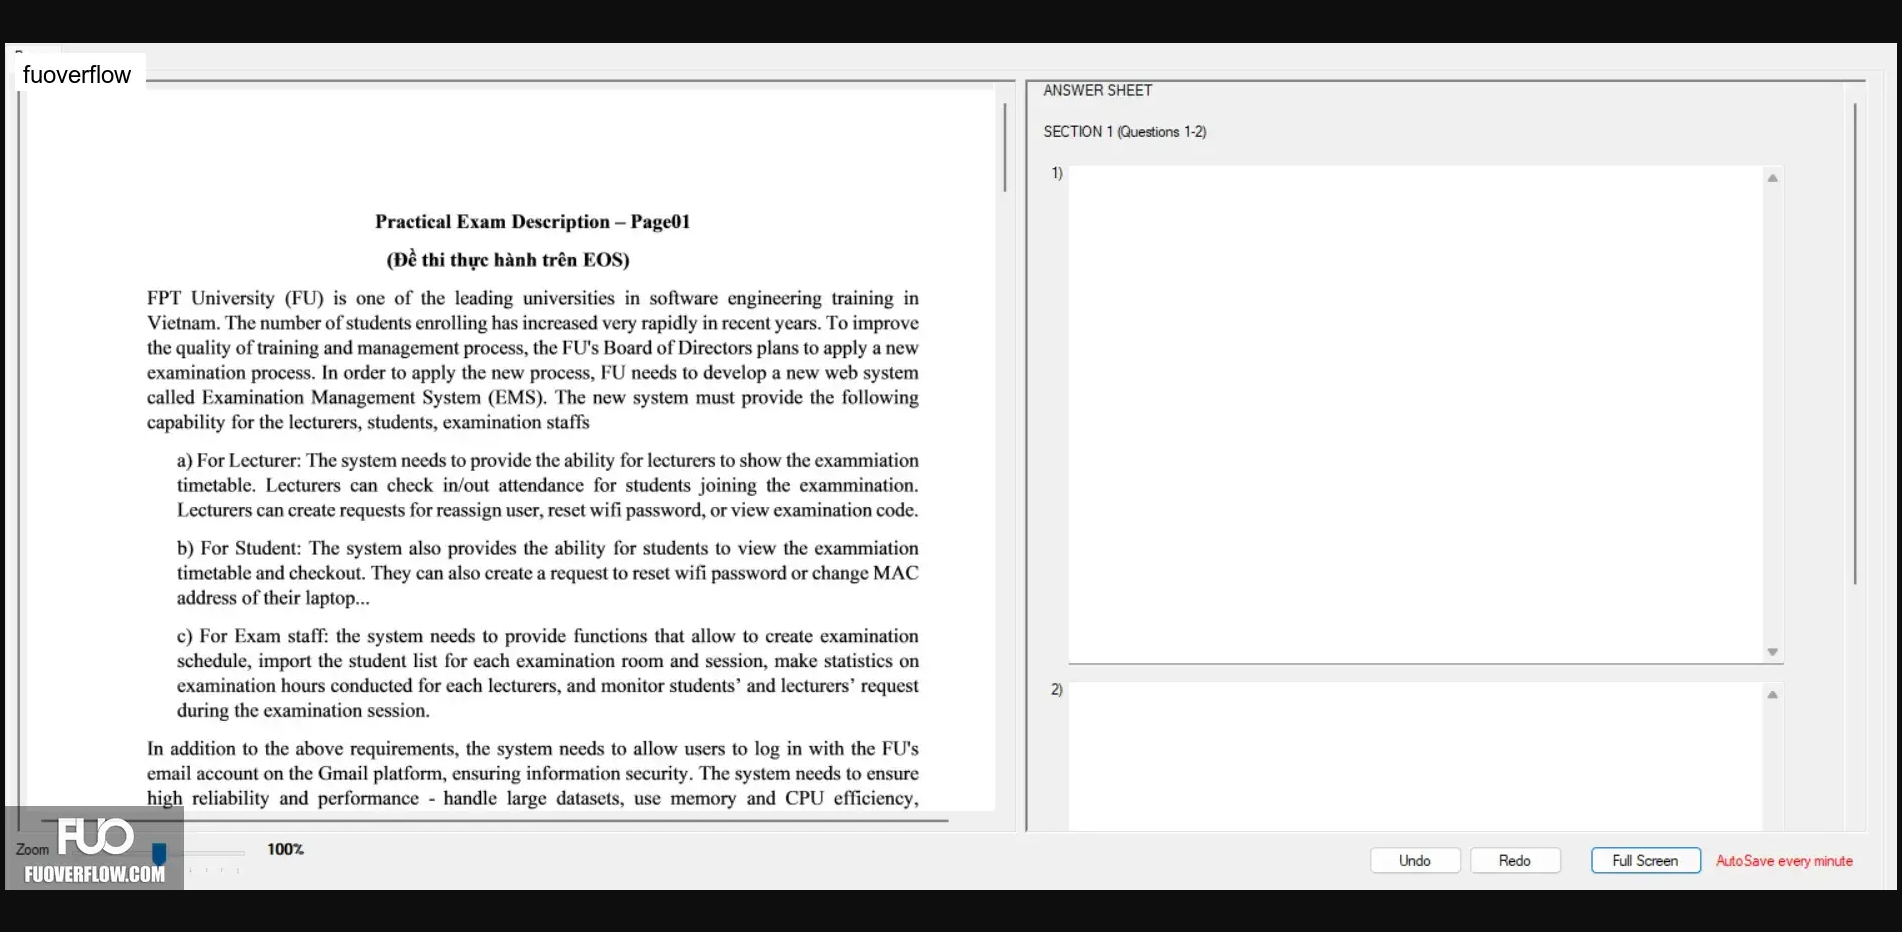 fuoverflow
Practical Exam Description – Page01
(Đề thi thực hành trên EOS)
FPT University (FU) is one of the leading universities in software engineering training in
Vietnam. The number of students enrolling has increased very rapidly in recent years. To improve
the quality of training and management process, the FU's Board of Directors plans to apply a new
examination process. In order to apply the new process, FU needs to develop a new web system
called Examination Management System (EMS). The new system must provide the following
capability for the lecturers, students, examination staffs
a) For Lecturer: The system needs to provide the ability for lecturers to show the exammiation
timetable. Lecturers can check in/out attendance for students joining the exammination.
Lecturers can create requests for reassign user, reset wifi password, or view examination code.
b) For Student: The system also provides the ability for students to view the exammiation
timetable and checkout. They can also create a request to reset wifi password or change MAC
address of their laptop...
c) For Exam staff: the system needs to provide functions that allow to create examination
schedule, import the student list for each examination room and session, make statistics on
examination hours conducted for each lecturers, and monitor students’ and lecturers’ request
during the examination session.
In addition to the above requirements, the system needs to allow users to log in with the FU's
email account on the Gmail platform, ensuring information security. The system needs to ensure
high reliability and performance - handle large datasets, use memory and CPU efficiency,
ANSWER SHEET
SECTION 1 (Questions 1-2)
1)
2)
Zoom
100%
FUO
FUOVERFLOW.COM
Undo
Redo
Full Screen
AutoSave every minute